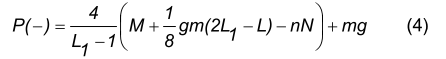 P(−) = 4/(L₁ − 1) (M + 1/8 gm(2L₁ − L) − nN) + mg (4)